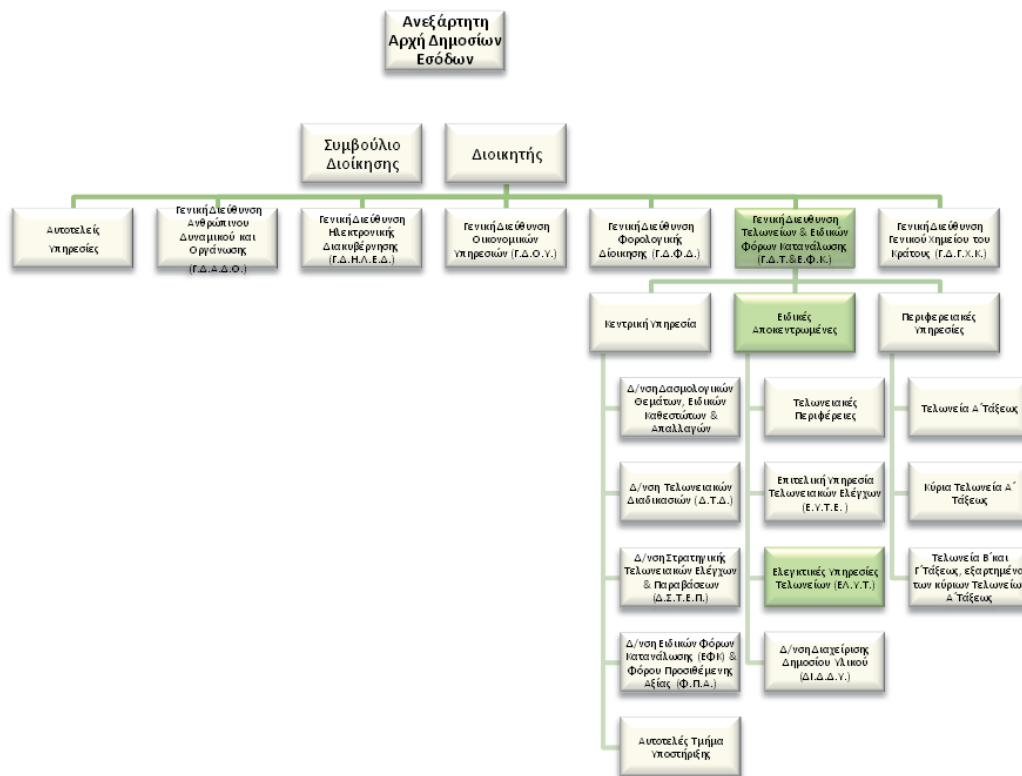 Ανεξάρτητη
Αρχή Δημοσίων
Εσόδων
Συμβούλιο
Διοίκησης
Διοικητής
Αυτοτελείς
Υπηρεσίες
Γενική Διεύθυνση
Ανθρώπινου
Δυναμικού και
Οργάνωσης
(Γ.Δ.Α.Δ.Ο.)
Γενική Διεύθυνση
Ηλεκτρονικής
Διακυβέρνησης
(Γ.Δ.Η.Λ.Ε.Δ.)
Γενική Διεύθυνση
Οικονομικών
Υπηρεσιών (Γ.Δ.Ο.Υ.)
Γενική Διεύθυνση
Φορολογικής
Δίοικησης (Γ.Δ.Φ.Δ.)
Γενική Διευθυνση
Τελωνείων & Ειδικών
Φόρων Κατανάλωσης
(Γ.Δ.Τ.&Ε.Φ.Κ.)
Γενική Διεύθυνση
Γενικού Χημείου του
Κράτους (Γ.Δ.Γ.Χ.Κ.)
Κεντρική Υπηρεσία
Ειδικές
Αποκεντρωμένες
Περιφερειακές
Υπηρεσίες
Δ/νση Δασμολογικών
Θεμάτων, Ειδικών
Καθεστώτων &
Απαλλαγών
Τελωνειακές
Περιφέρειες
Τελωνεία Α΄Τάξεως
Δ/νση Τελωνειακών
Διαδικασιών (Δ.Τ.Δ.)
Επιτελική Υπηρεσία
Τελωνειακών Ελέγχων
(Ε.Υ.Τ.Ε. )
Κύρια Τελωνεία Α΄
Τάξεως
Δ/νση Στρατηγικής
Τελωνειακών Ελέγχων
& Παραβάσεων
(Δ.Σ.Τ.Ε.Π.)
Ελεγκτικές Υπηρεσίες
Τελωνείων (ΕΛ.Υ.Τ.)
Τελωνεία Β΄και
Γ΄Τάξεως, εξαρτημένα
των κύριων Τελωνείων
Α΄Τάξεως
Δ/νση Ειδικών Φόρων
Κατανάλωσης (ΕΦΚ) &
Φόρου Προσιθέμενης
Αξίας (Φ.Π.Α.)
Δ/νση Διαχείρισης
Δημοσίου Υλικού
(ΔΙ.Δ.Δ.Υ.)
Αυτοτελές Τμήμα
Υποστήριξης